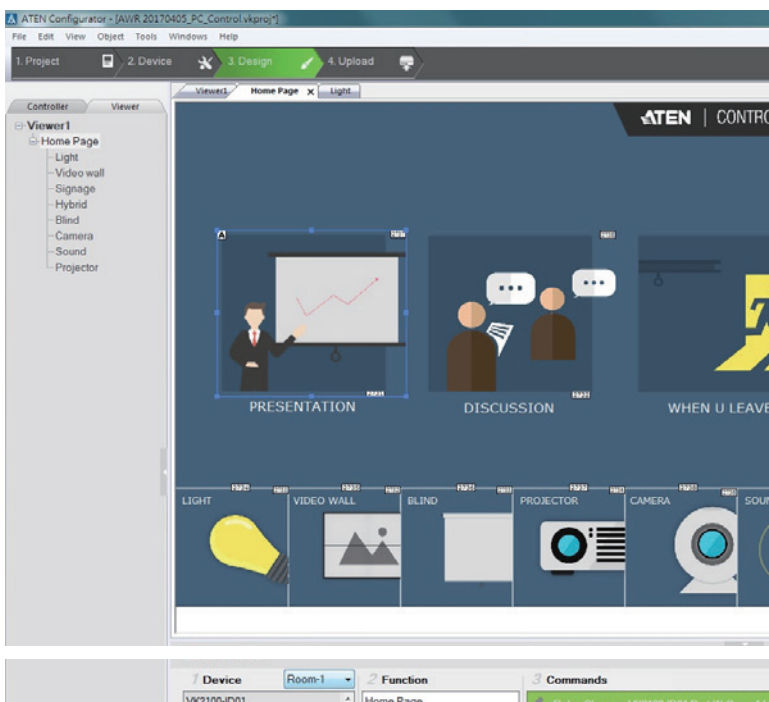 ATEN Configurator - [AWR 20170405_PC_Control.vkproj*]
File Edit View Object Tools Windows Help
1. Project 2. Device 3. Design 4. Upload
Controller Viewer
Viewer1 Home Page x Light
Viewer1
Home Page
Light
Video wall
Signage
Hybrid
Blind
Camera
Sound
Projector
ATEN | CONTRO
A
PRESENTATION DISCUSSION WHEN U LEAVE
LIGHT VIDEO WALL BLIND PROJECTOR CAMERA SOUN
1 Device Room-1 2 Function 3 Commands
VK2100-ID01 Home Page